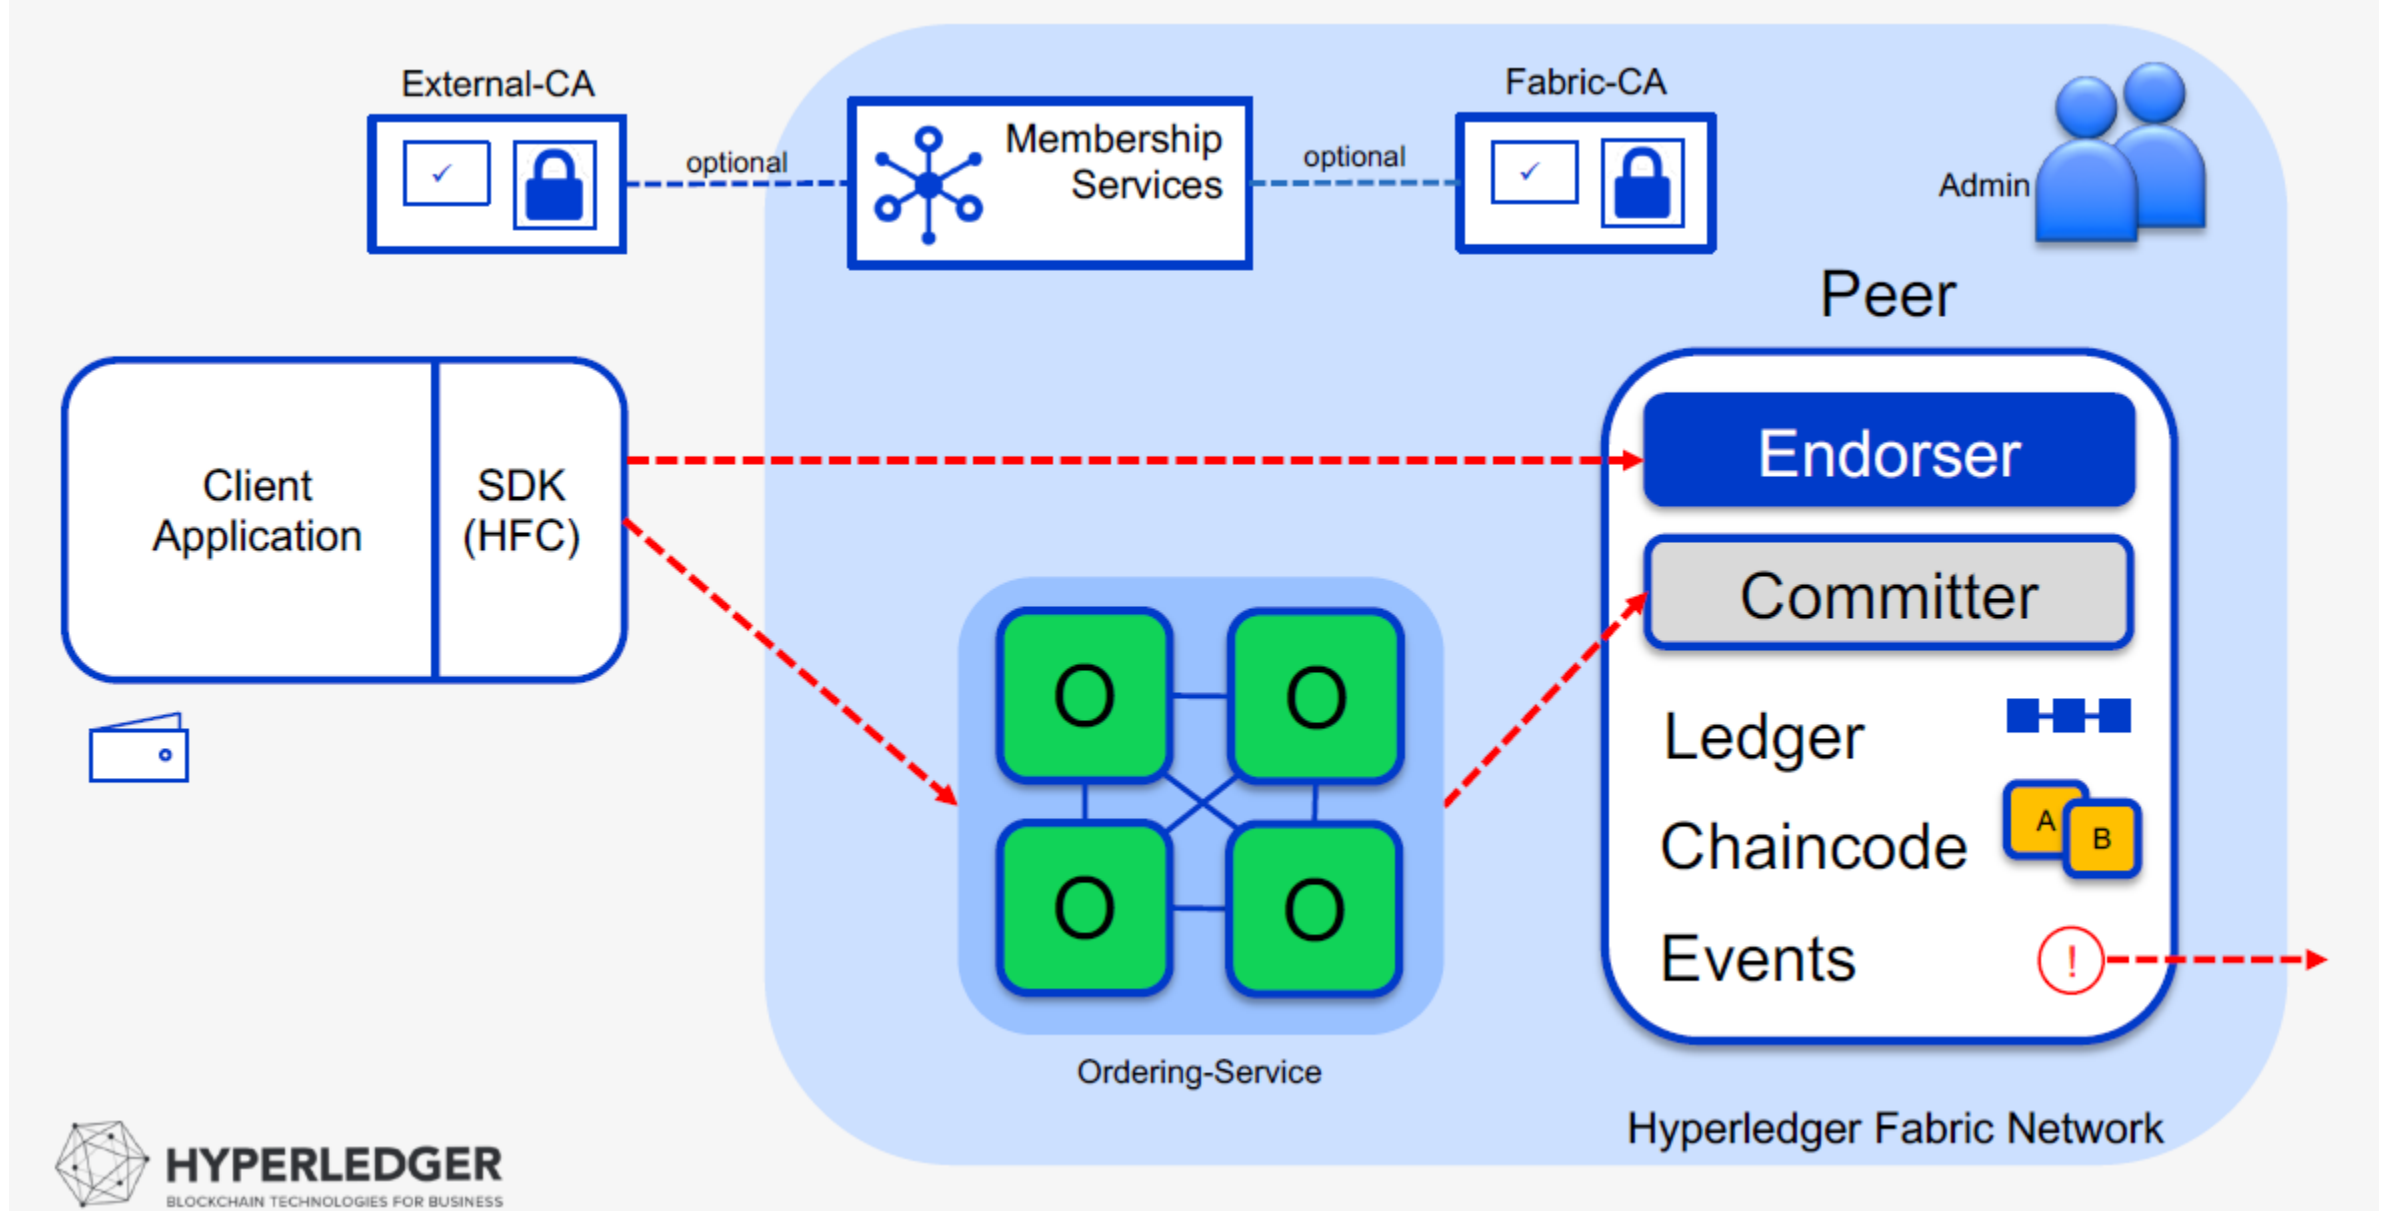 External-CA
optional
Membership
Services
optional
Fabric-CA
Admin
Peer
Client
Application
SDK
(HFC)
Endorser
Committer
Ledger
Chaincode
A
B
Events
!
O
O
O
O
Ordering-Service
Hyperledger Fabric Network
HYPERLEDGER
BLOCKCHAIN TECHNOLOGIES FOR BUSINESS